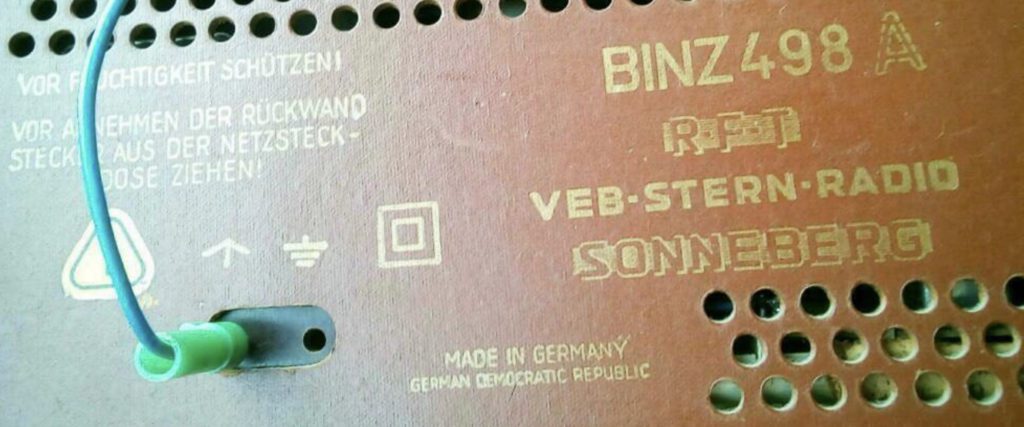 VOR FEUCHTIGKEIT SCHÜTZEN!
VOR ABNEHMEN DER RÜCKWAND
STECKER AUS DER NETZSTECK-
DOSE ZIEHEN!
BINZ 498 A
RFT
VEB-STERN-RADIO
SONNEBERG
MADE IN GERMANY
GERMAN DEMOCRATIC REPUBLIC